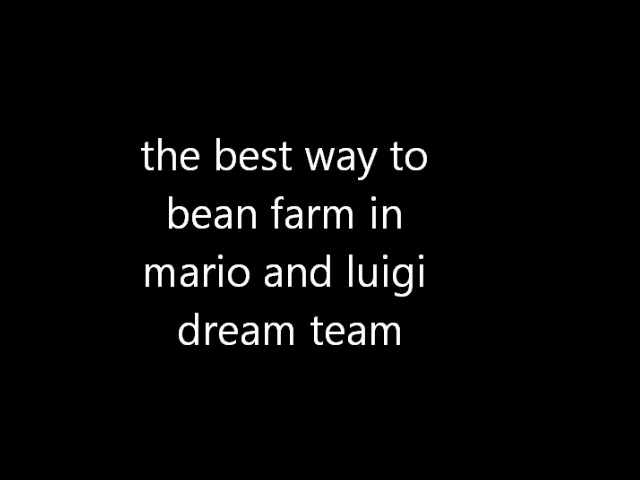 the best way to
bean farm in
mario and luigi
dream team